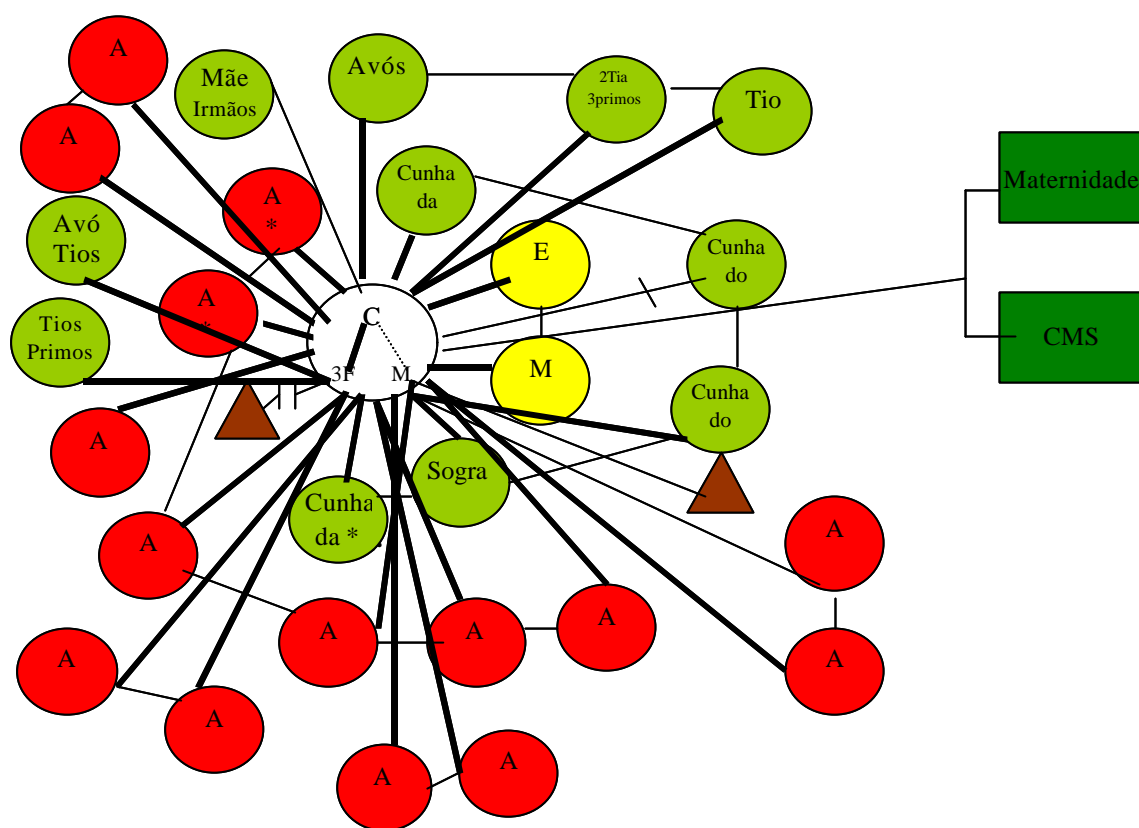 A
Mãe
Irmãos
Avós
2Tia
3primos
Tio
A
A
*
Cunha
da
Maternidade
Avó
Tios
E
Cunha
do
A
*
Tios
Primos
C
3F
M
M
CMS
Cunha
do
A
Sogra
Cunha
da *
A
A
A
A
A
A
A
A
A
A
A